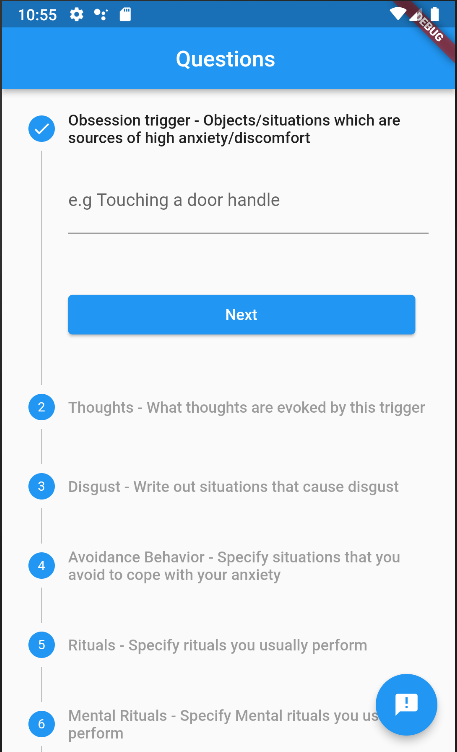 10:55
DEBUG
Questions
Obsession trigger - Objects/situations which are
sources of high anxiety/discomfort
e.g Touching a door handle
Next
2 Thoughts - What thoughts are evoked by this trigger
3 Disgust - Write out situations that cause disgust
4 Avoidance Behavior - Specify situations that you
avoid to cope with your anxiety
5 Rituals - Specify rituals you usually perform
6 Mental Rituals - Specify Mental rituals you us
perform